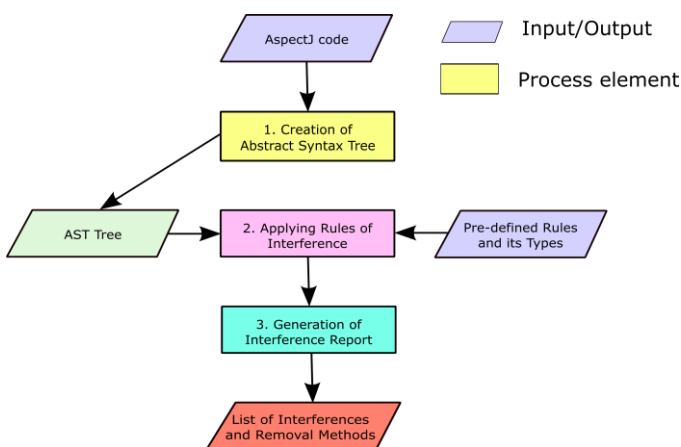 AspectJ code
Input/Output
Process element
1. Creation of
Abstract Syntax Tree
AST Tree
2. Applying Rules of
Interference
Pre-defined Rules
and its Types
3. Generation of
Interference Report
List of Interferences
and Removal Methods